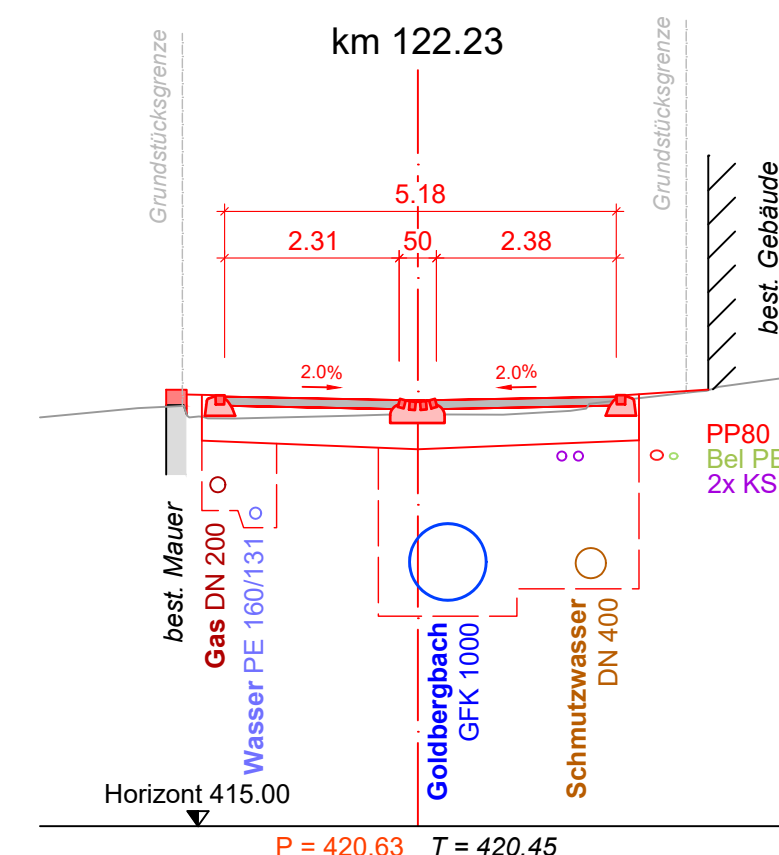 km 122.23
Grundstücksgrenze
Grundstücksgrenze
best. Gebäude
5.18
2.31
50
2.38
2.0%
2.0%
PP80
Bel PE
2x KS
best. Mauer
Gas DN 200
Wasser PE 160/131
Goldbergbach
GFK 1000
Schmutzwasser
DN 400
Horizont 415.00
P = 420.63 T = 420.45